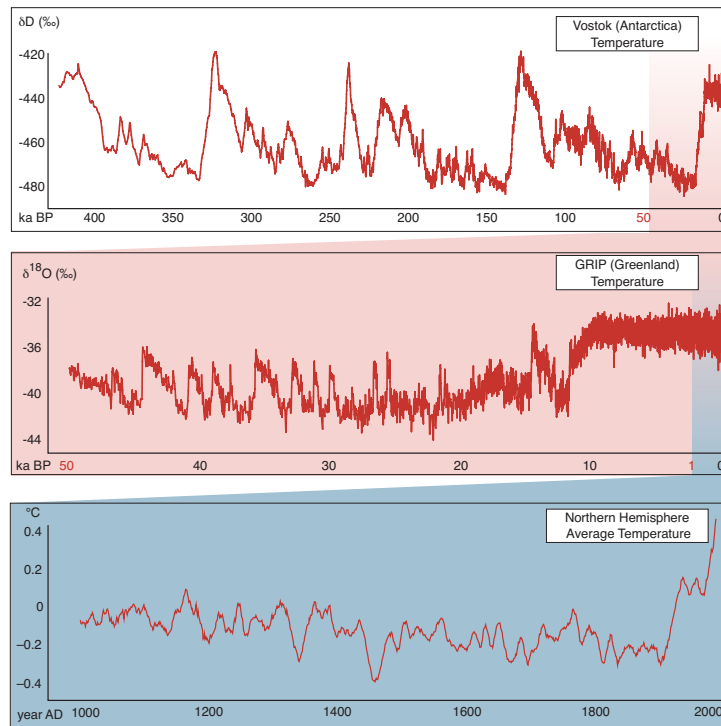 δD (‰)
Vostok (Antarctica)
Temperature
-420
-440
-460
-480
ka BP 400 350 300 250 200 150 100 50 0
δ18O (‰)
GRIP (Greenland)
Temperature
-32
-36
-40
-44
ka BP 50 40 30 20 10 1 0
°C
Northern Hemisphere
Average Temperature
0.4
0.2
0
−0.2
−0.4
year AD 1000 1200 1400 1600 1800 2000